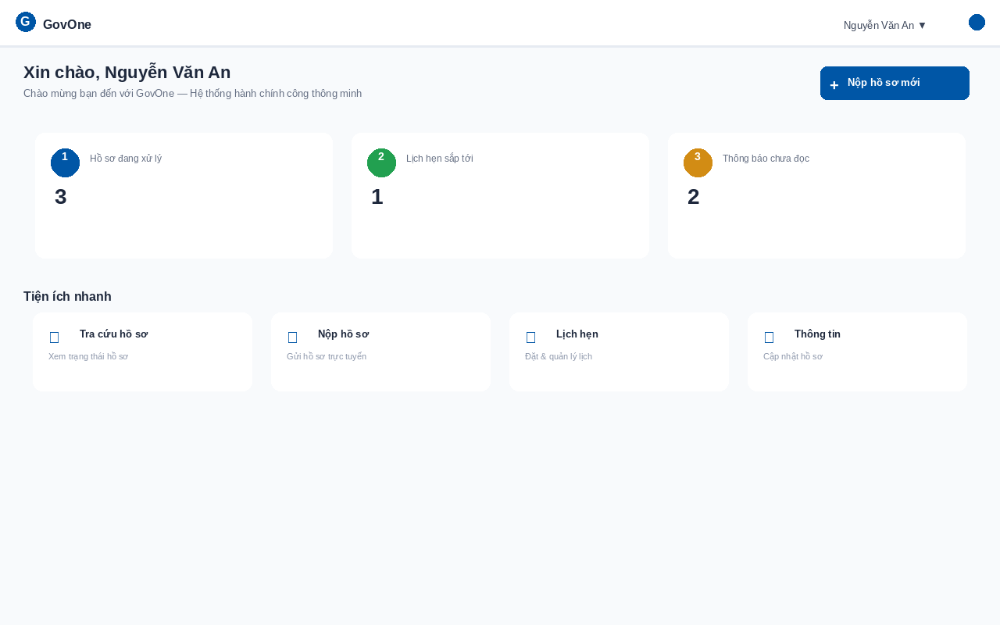 G GovOne
Nguyễn Văn An ▼
Xin chào, Nguyễn Văn An
Chào mừng bạn đến với GovOne — Hệ thống hành chính công thông minh
+ Nộp hồ sơ mới
1 Hồ sơ đang xử lý
3
2 Lịch hẹn sắp tới
1
3 Thông báo chưa đọc
2
Tiện ích nhanh
Tra cứu hồ sơ
Xem trạng thái hồ sơ
Nộp hồ sơ
Gửi hồ sơ trực tuyến
Lịch hẹn
Đặt & quản lý lịch
Thông tin
Cập nhật hồ sơ